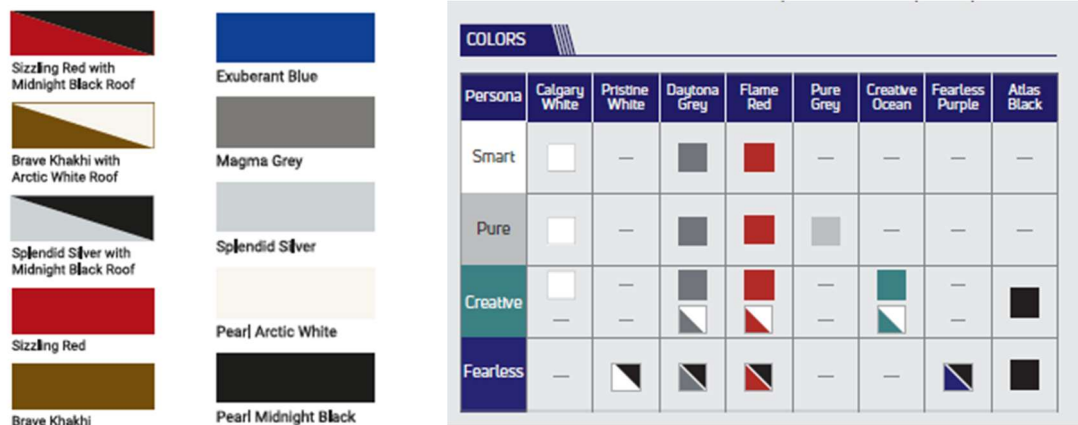 Sizzling Red with
Midnight Black Roof
Brave Khakhi with
Arctic White Roof
Splendid Silver with
Midnight Black Roof
Sizzling Red
Brave Khakhi
Exuberant Blue
Magma Grey
Splendid Silver
Pearl Arctic White
Pearl Midnight Black
COLORS
Persona Calgary White Pristine White Daytona Grey Flame Red Pure Grey Creative Ocean Fearless Purple Atlas Black
Smart — — — — —
Pure — — — —
Creative — — — — — —
Fearless — — —